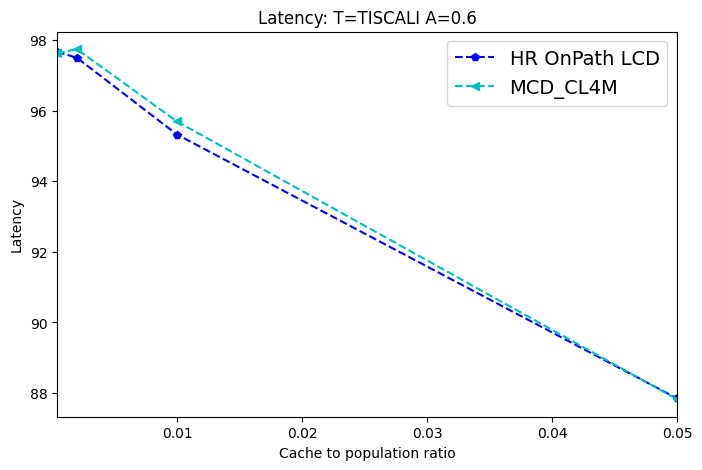 Latency: T=TISCALI A=0.6
98
96
94
92
90
88
Latency
HR OnPath LCD
MCD_CL4M
0.01
0.02
0.03
0.04
0.05
Cache to population ratio